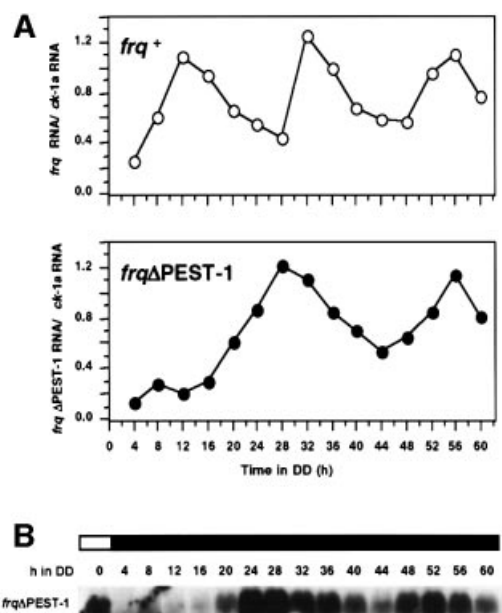 A
frq+
frq RNA/ ck-1a RNA
1.2
0.8
0.4
0.0
frqΔPEST-1
frq ΔPEST-1 RNA/ ck-1a RNA
1.2
0.8
0.4
0.0
0 4 8 12 16 20 24 28 32 36 40 44 48 52 56 60
Time in DD (h)
B
h in DD 0 4 8 12 16 20 24 28 32 36 40 44 48 52 56 60
frqΔPEST-1